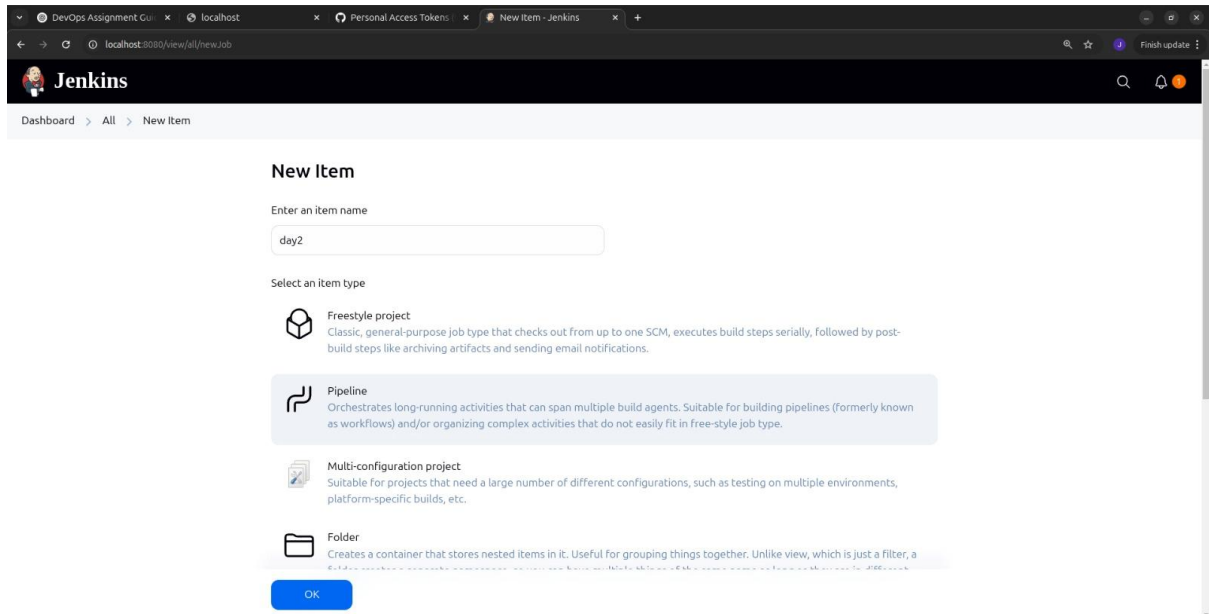 DevOps Assignment Gui
localhost
Personal Access Tokens
New Item - Jenkins
localhost:8080/view/all/newJob
J
Finish update
Jenkins
1
Dashboard > All > New Item
New Item
Enter an item name
day2
Select an item type
Freestyle project
Classic, general-purpose job type that checks out from up to one SCM, executes build steps serially, followed by post-
build steps like archiving artifacts and sending email notifications.
Pipeline
Orchestrates long-running activities that can span multiple build agents. Suitable for building pipelines (formerly known
as workflows) and/or organizing complex activities that do not easily fit in free-style job type.
Multi-configuration project
Suitable for projects that need a large number of different configurations, such as testing on multiple environments,
platform-specific builds, etc.
Folder
Creates a container that stores nested items in it. Useful for grouping things together. Unlike view, which is just a filter, a
OK